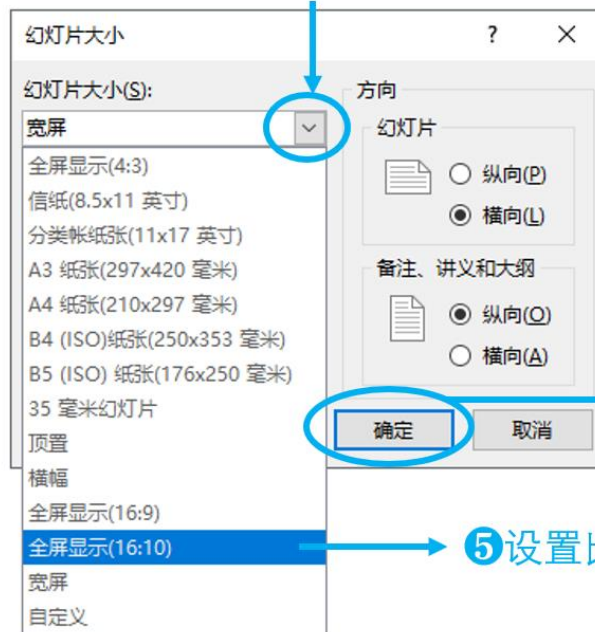 幻灯片大小
幻灯片大小(S):
宽屏
全屏显示(4:3)
信纸(8.5x11 英寸)
分类帐纸张(11x17 英寸)
A3 纸张(297x420 毫米)
A4 纸张(210x297 毫米)
B4 (ISO)纸张(250x353 毫米)
B5 (ISO) 纸张(176x250 毫米)
35 毫米幻灯片
顶置
横幅
全屏显示(16:9)
全屏显示(16:10)
宽屏
自定义
方向
幻灯片
纵向(P)
横向(L)
备注、讲义和大纲
纵向(O)
横向(A)
确定
取消
❺设置